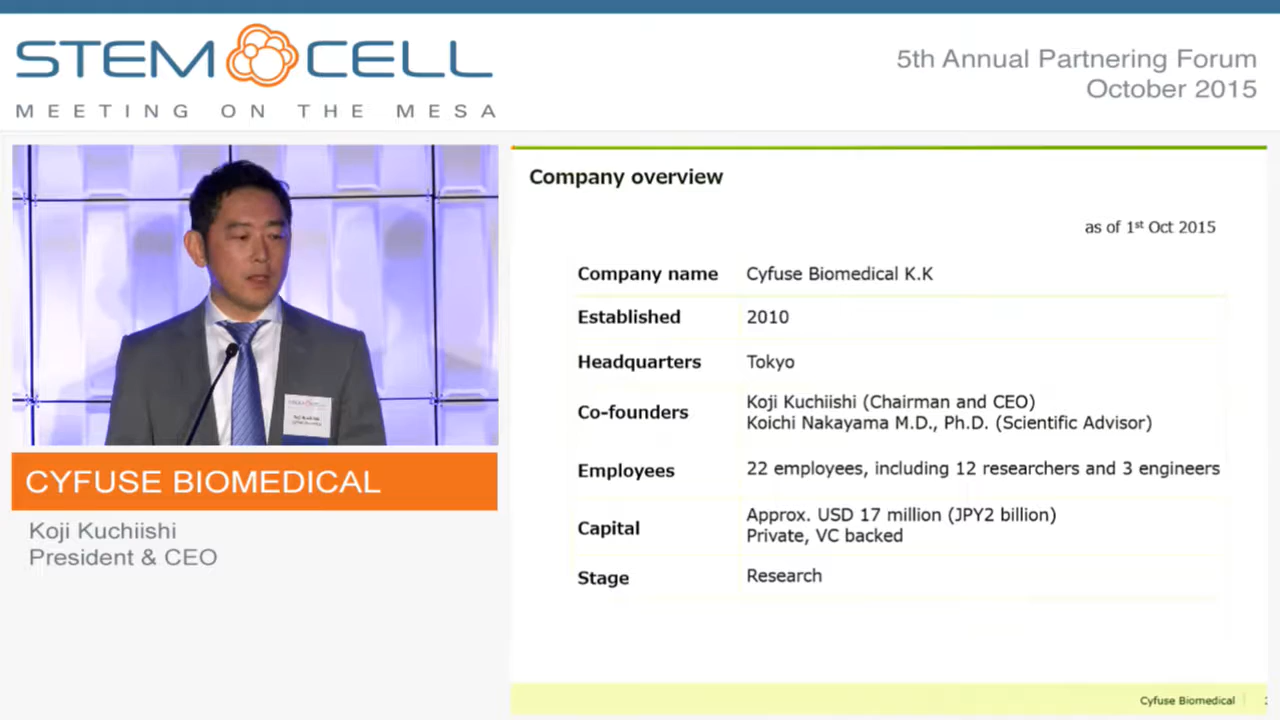 STEM CELL
MEETING ON THE MESA
5th Annual Partnering Forum
October 2015
CYFUSE BIOMEDICAL
Koji Kuchiishi
President & CEO
Company overview
as of 1st Oct 2015
Company name Cyfuse Biomedical K.K
Established 2010
Headquarters Tokyo
Co-founders Koji Kuchiishi (Chairman and CEO)
Koichi Nakayama M.D., Ph.D. (Scientific Advisor)
Employees 22 employees, including 12 researchers and 3 engineers
Capital Approx. USD 17 million (JPY2 billion)
Private, VC backed
Stage Research
Cyfuse Biomedical